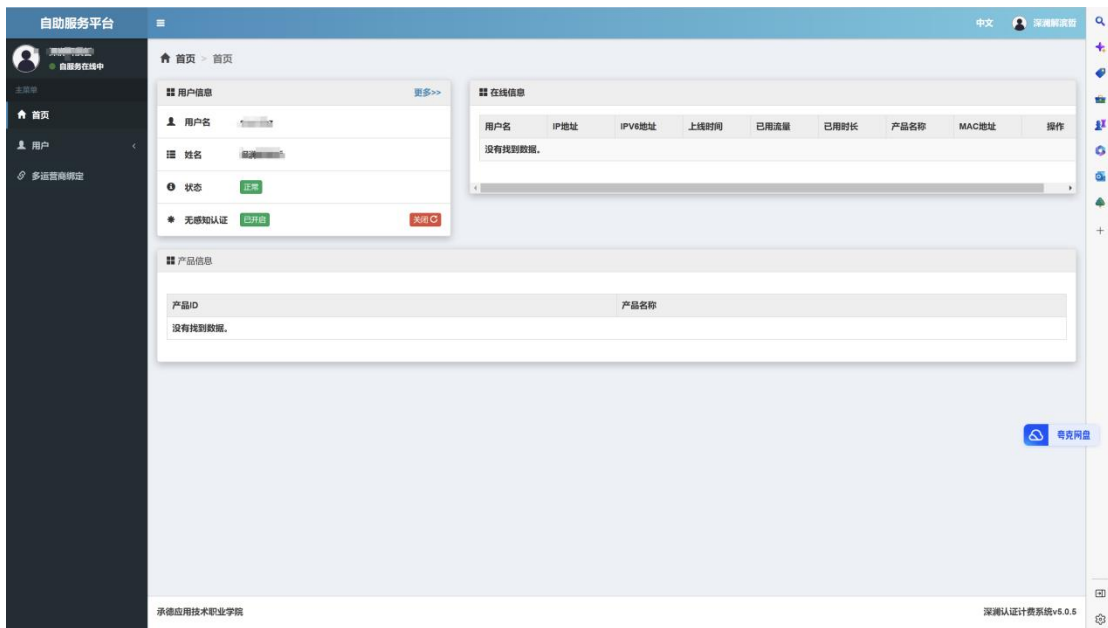 自助服务平台
中文
自服务在线中
主菜单
首页
用户
多运营商绑定
首页 > 首页
用户信息 更多>>
用户名
姓名
状态 正常
无感知认证 已开启 关闭
在线信息
用户名 IP地址 IPV6地址 上线时间 已用流量 已用时长 产品名称 MAC地址 操作
没有找到数据。
产品信息
产品ID 产品名称
没有找到数据。
夸克网盘
承德应用技术职业学院 深澜认证计费系统v5.0.5